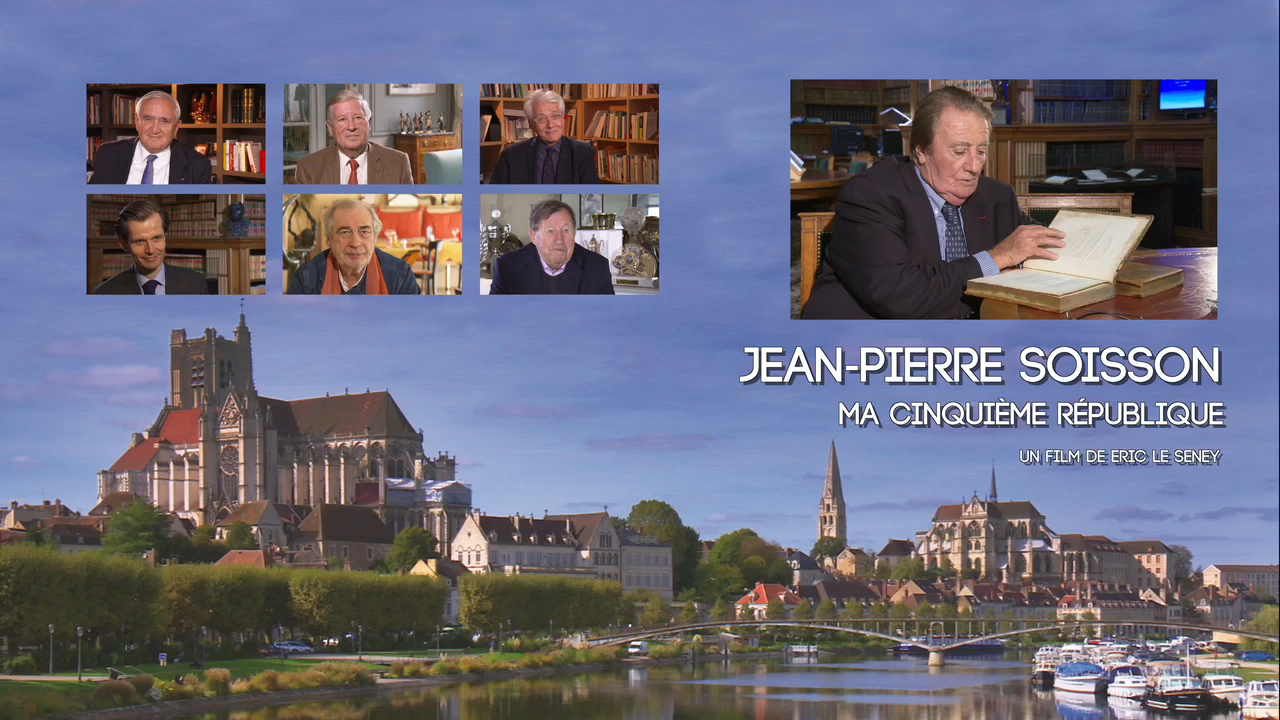 JEAN-PIERRE SOISSON
MA CINQUIÈME RÉPUBLIQUE
UN FILM DE ERIC LE SENEY